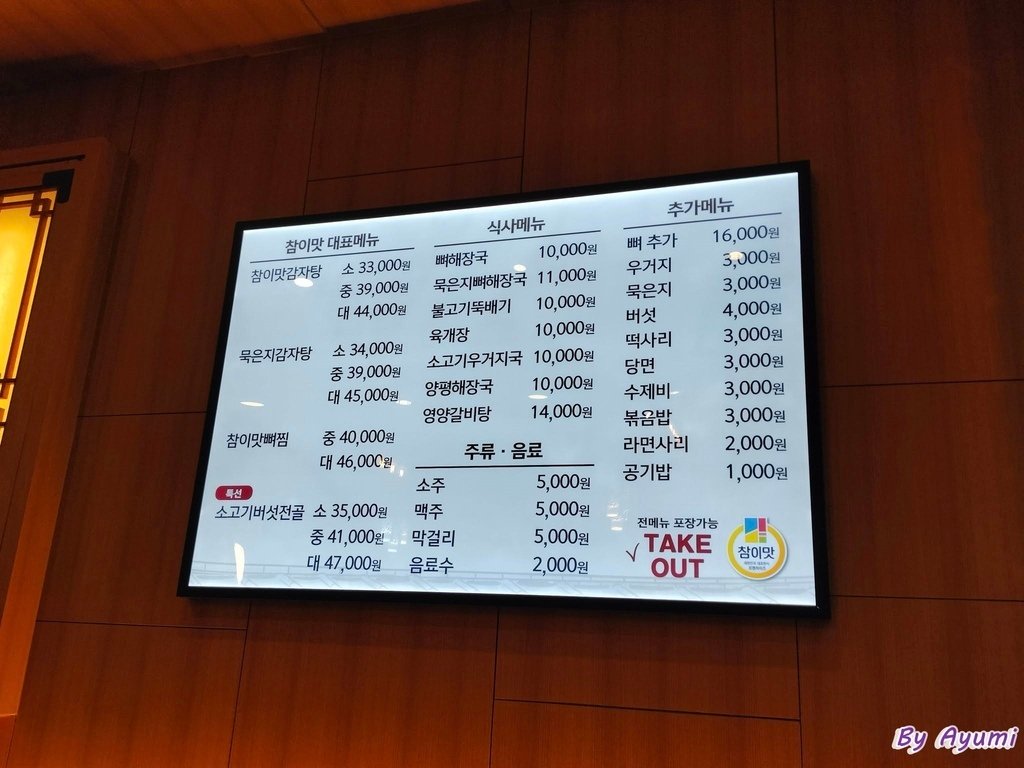 참이맛 대표메뉴
참이맛감자탕 소 33,000원
중 39,000원
대 44,000원
묵은지감자탕 소 34,000원
중 39,000원
대 45,000원
참이맛뼈찜 중 40,000원
대 46,000원
특선
소고기버섯전골 소 35,000원
중 41,000원
대 47,000원
식사메뉴
뼈해장국 10,000원
묵은지뼈해장국 11,000원
불고기뚝배기 10,000원
육개장 10,000원
소고기우거지국 10,000원
양평해장국 10,000원
영양갈비탕 14,000원
주류 · 음료
소주 5,000원
맥주 5,000원
막걸리 5,000원
음료수 2,000원
추가메뉴
뼈 추가 16,000원
우거지 3,000원
묵은지 3,000원
버섯 4,000원
떡사리 3,000원
당면 3,000원
수제비 3,000원
볶음밥 3,000원
라면사리 2,000원
공기밥 1,000원
전메뉴 포장가능
TAKE
OUT
참이맛
By Ayumi